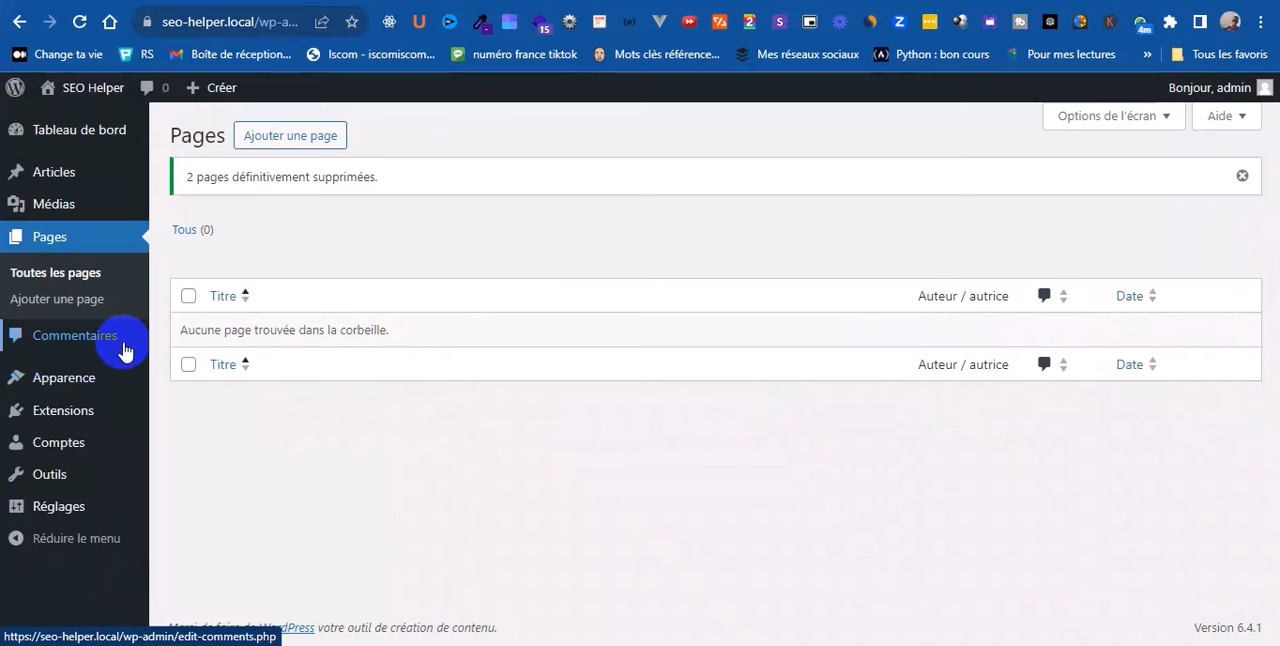 seo-helper.local/wp-a...
15
2
4m
Change ta vie
RS
Boîte de réception...
Iscom — iscomiscom...
numéro france tiktok
Mots clés référence...
Mes réseaux sociaux
Python : bon cours
Pour mes lectures
»
Tous les favoris
SEO Helper
0
Créer
Bonjour, admin
Tableau de bord
Articles
Médias
Pages
Toutes les pages
Ajouter une page
Commentaires
Apparence
Extensions
Comptes
Outils
Réglages
Réduire le menu
Options de l'écran
Aide
Pages
Ajouter une page
2 pages définitivement supprimées.
Tous (0)
Titre
Auteur / autrice
Date
Aucune page trouvée dans la corbeille.
Titre
Auteur / autrice
Date
WordPress votre outil de création de contenu.
Version 6.4.1
https://seo-helper.local/wp-admin/edit-comments.php